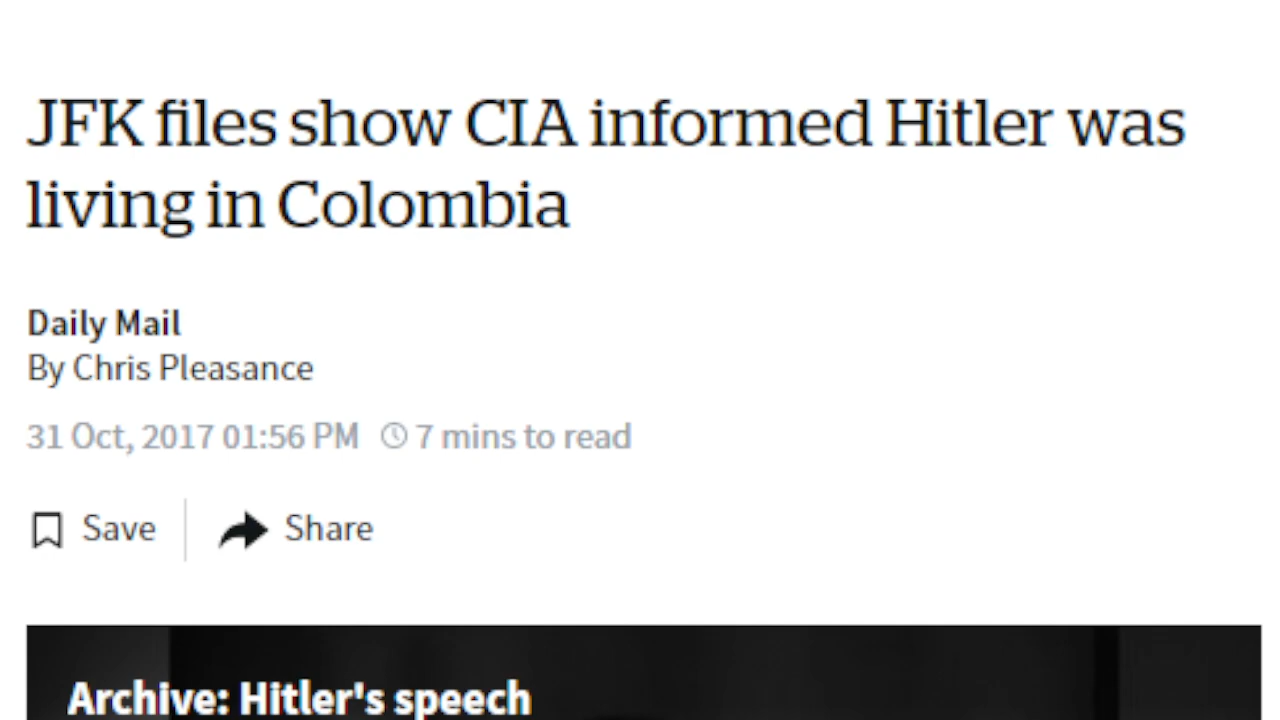 JFK files show CIA informed Hitler was
living in Colombia
Daily Mail
By Chris Pleasance
31 Oct, 2017 01:56 PM 7 mins to read
Save Share
Archive: Hitler's speech